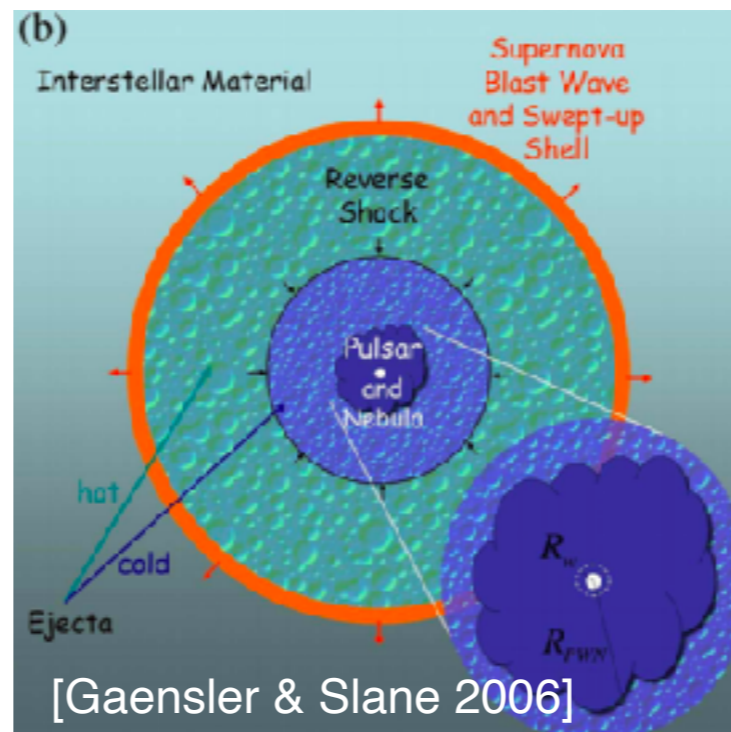 (b)
Interstellar Material
Supernova
Blast Wave
and Swept-up
Shell
Reverse
Shock
Pulsar
and
Nebula
hot
cold
Ejecta
R_w
R_PWN
[Gaensler & Slane 2006]